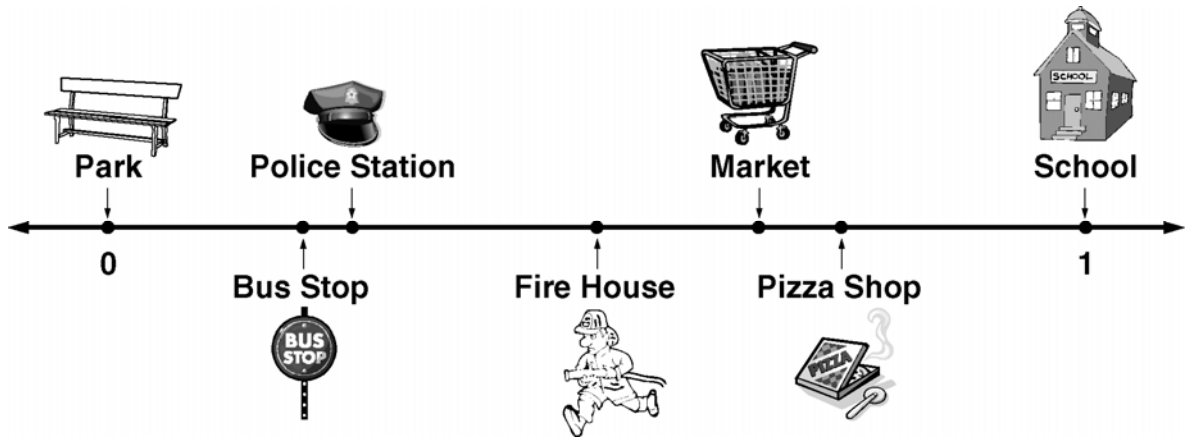 SCHOOL
Park
Police Station
Market
School
0
1
Bus Stop
Fire House
Pizza Shop
BUS
STOP
PIZZA